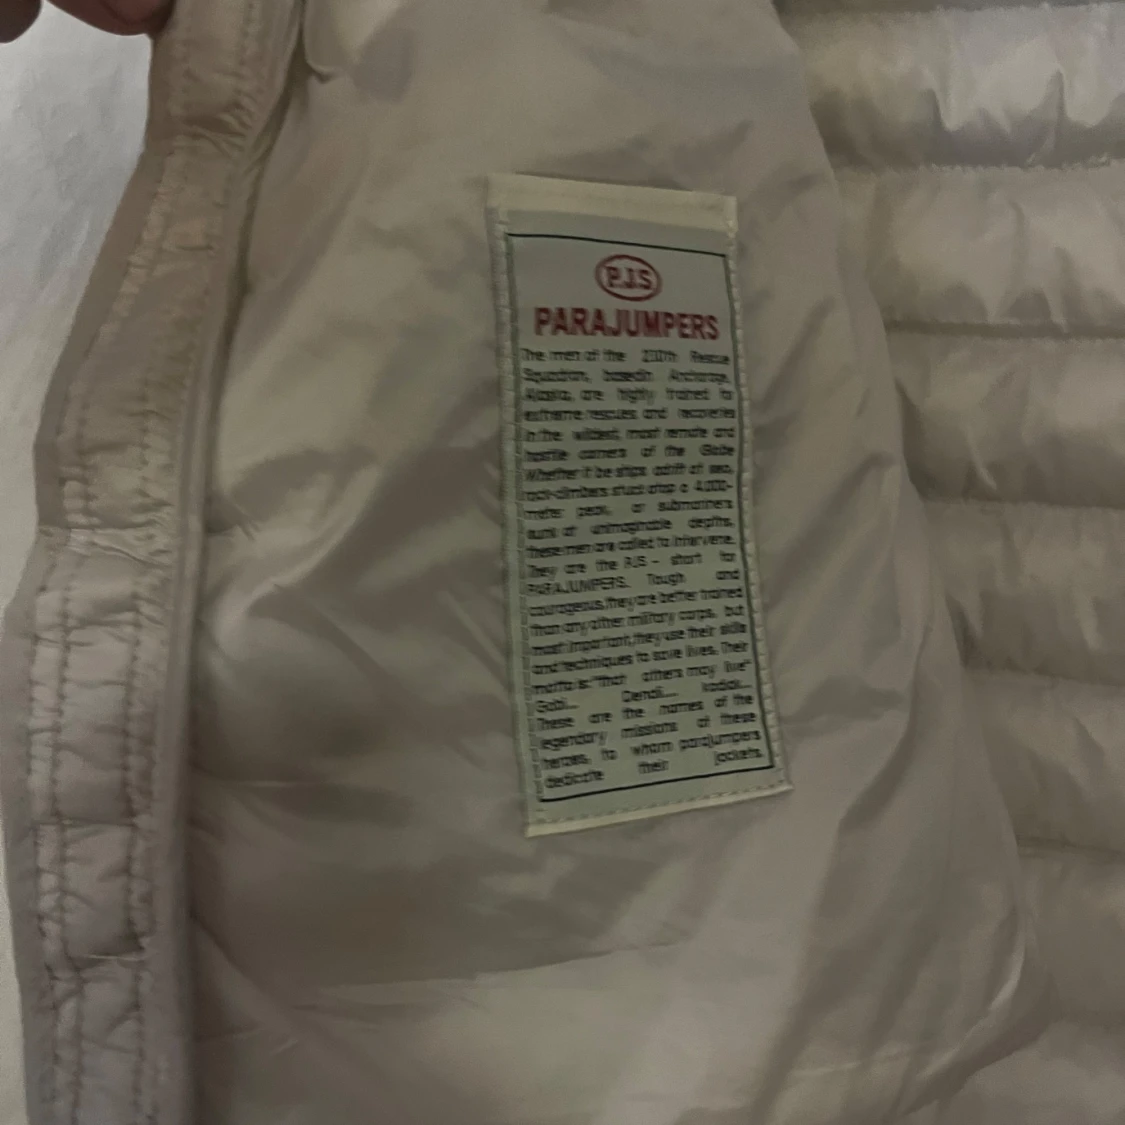 P.J.S
PARAJUMPERS
The men of the 210th Rescue
Squadron, basedin Anchorage,
Alaska, are highly trained to
extreme rescues and recoveries
in the wildest, most remote and
hostile corners of the Globe
Whether it be ships adrift at sea,
rock-climbers stuck atop a 4.000-
meter peak, or submariners
sunk at unimaginable depths,
these men are called to intervene.
They are the PJS - short for
PARAJUMPERS. Tough and
courageous, they are better trained
than any other military corps, but
most important, they use their skills
and techniques to save lives. Their
motto is: "That others may live"
Gobi... Denali... Kodiak...
These are the names of the
legendary missions of these
heroes, to whom parajumpers
dedicate their jackets.